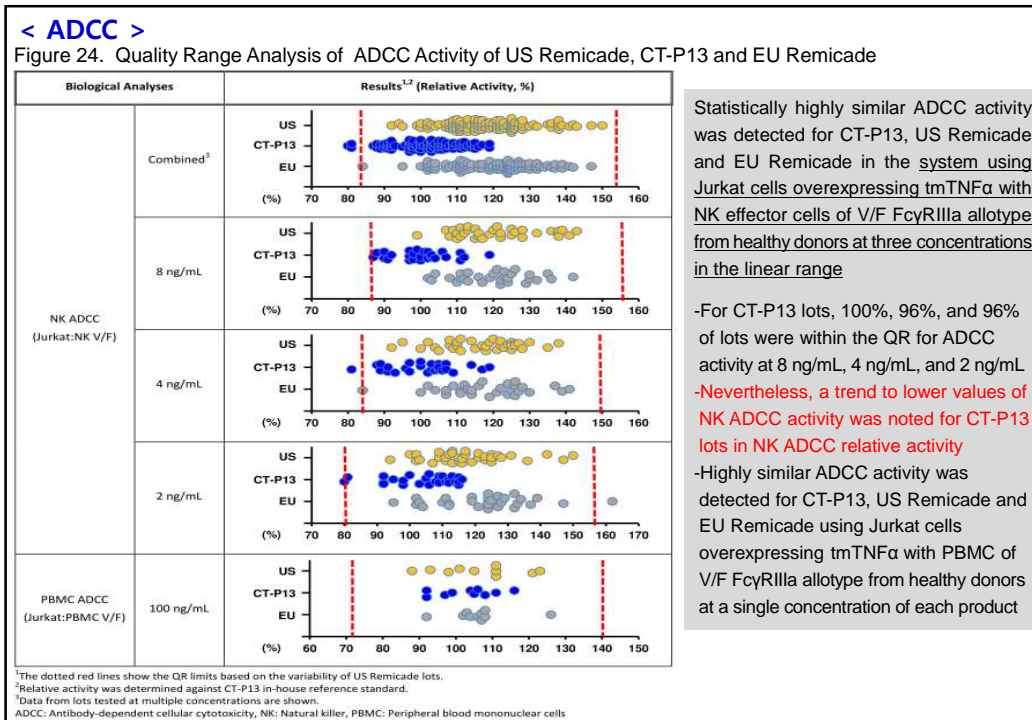 < ADCC >
Figure 24. Quality Range Analysis of ADCC Activity of US Remicade, CT-P13 and EU Remicade
Biological Analyses
Results1,2 (Relative Activity, %)
NK ADCC
(Jurkat:NK V/F)
Combined3
US
CT-P13
EU
(%)
70 80 90 100 110 120 130 140 150 160
8 ng/mL
US
CT-P13
EU
(%)
70 80 90 100 110 120 130 140 150 160
4 ng/mL
US
CT-P13
EU
(%)
70 80 90 100 110 120 130 140 150 160
2 ng/mL
US
CT-P13
EU
(%)
70 80 90 100 110 120 130 140 150 160 170
PBMC ADCC
(Jurkat:PBMC V/F)
100 ng/mL
US
CT-P13
EU
(%)
60 70 80 90 100 110 120 130 140 150 160
1The dotted red lines show the QR limits based on the variability of US Remicade lots.
2Relative activity was determined against CT-P13 in-house reference standard.
3Data from lots tested at multiple concentrations are shown.
ADCC: Antibody-dependent cellular cytotoxicity, NK: Natural killer, PBMC: Peripheral blood mononuclear cells
Statistically highly similar ADCC activity
was detected for CT-P13, US Remicade
and EU Remicade in the system using
Jurkat cells overexpressing tmTNFα with
NK effector cells of V/F FcγRIIIa allotype
from healthy donors at three concentrations
in the linear range
-For CT-P13 lots, 100%, 96%, and 96%
of lots were within the QR for ADCC
activity at 8 ng/mL, 4 ng/mL, and 2 ng/mL
-Nevertheless, a trend to lower values of
NK ADCC activity was noted for CT-P13
lots in NK ADCC relative activity
-Highly similar ADCC activity was
detected for CT-P13, US Remicade and
EU Remicade using Jurkat cells
overexpressing tmTNFα with PBMC of
V/F FcγRIIIa allotype from healthy donors
at a single concentration of each product